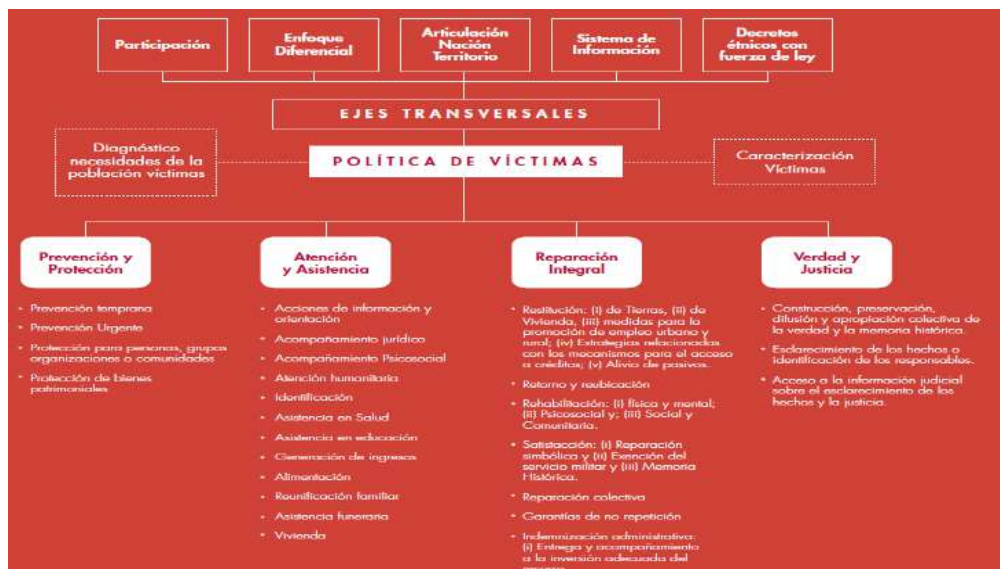 Participación
Enfoque
Diferencial
Articulación
Nación
Territorio
Sistema de
Información
Decretos
étnicos con
fuerza de ley
EJES TRANSVERSALES
Diagnóstico
necesidades de la
población víctimas
POLÍTICA DE VÍCTIMAS
Caracterización
Víctimas
Prevención y
Protección
• Prevención temprana
• Prevención Urgente
• Protección para personas, grupos
organizaciones o comunidades
• Protección de bienes
patrimoniales
Atención
y Asistencia
• Acciones de información y
orientación
• Acompañamiento jurídico
• Acompañamiento Psicosocial
• Atención humanitaria
• Identificación
• Asistencia en Salud
• Asistencia en educación
• Generación de ingresos
• Alimentación
• Reunificación familiar
• Asistencia funeraria
• Vivienda
Reparación
Integral
• Restitución: (i) de Tierras, (ii) de
Vivienda, (iii) medidas para la
promoción de empleo urbano y
rural; (iv) Estrategias relacionadas
con los mecanismos para el acceso
a créditos; (v) Alivio de pasivos.
• Retorno y reubicación
• Rehabilitación: (i) física y mental;
(ii) Psicosocial y; (iii) Social y
Comunitaria.
• Satisfacción: (i) Reparación
simbólica y (ii) Exención del
servicio militar y (iii) Memoria
Histórica.
• Reparación colectiva
• Garantías de no repetición
• Indemnización administrativa:
(i) Entrega y acompañamiento
a la inversión adecuada del
Verdad y
Justicia
• Construcción, preservación,
difusión y apropiación colectiva de
la verdad y la memoria histórica.
• Esclarecimiento de los hechos o
identificación de los responsables.
• Acceso a la información judicial
sobre el esclarecimiento de los
hechos y la justicia.